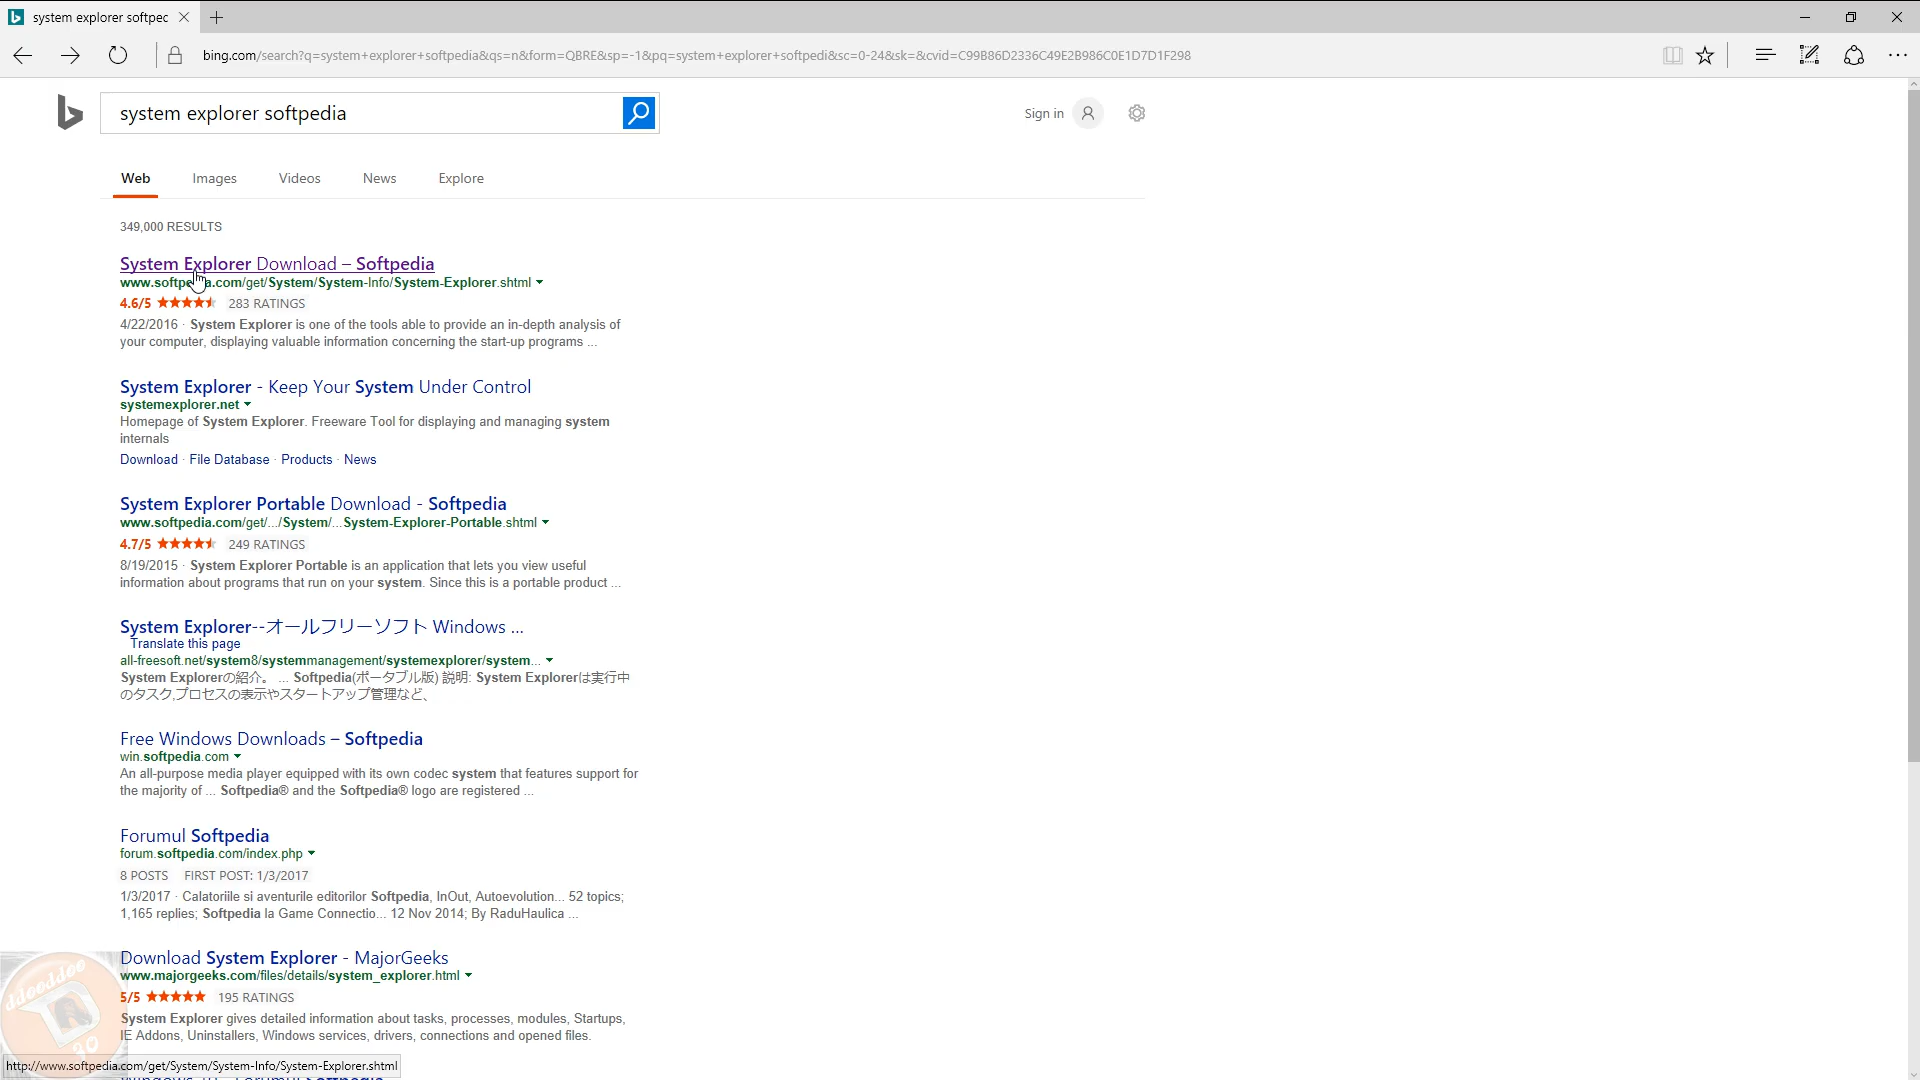 system explorer softpec
bing.com/search?q=system+explorer+softpedia&qs=n&form=QBRE&sp=-1&pq=system+explorer+softpedi&sc=0-24&sk=&cvid=C99B86D2336C49E2B986C0E1D7D1F298
system explorer softpedia
Sign in
Web Images Videos News Explore
349,000 RESULTS
System Explorer Download – Softpedia
www.softpedia.com/get/System/System-Info/System-Explorer.shtml
4.6/5 283 RATINGS
4/22/2016 · System Explorer is one of the tools able to provide an in-depth analysis of
your computer, displaying valuable information concerning the start-up programs ...
System Explorer - Keep Your System Under Control
systemexplorer.net
Homepage of System Explorer. Freeware Tool for displaying and managing system
internals
Download · File Database · Products · News
System Explorer Portable Download - Softpedia
www.softpedia.com/get/.../System/...System-Explorer-Portable.shtml
4.7/5 249 RATINGS
8/19/2015 · System Explorer Portable is an application that lets you view useful
information about programs that run on your system. Since this is a portable product ...
System Explorer--オールフリーソフト Windows ...
Translate this page
all-freesoft.net/system8/systemmanagement/systemexplorer/system...
System Explorerの紹介。 ... Softpedia(ポータブル版) 説明: System Explorerは実行中
のタスク,プロセスの表示やスタートアップ管理など、
Free Windows Downloads – Softpedia
win.softpedia.com
An all-purpose media player equipped with its own codec system that features support for
the majority of ... Softpedia® and the Softpedia® logo are registered ...
Forumul Softpedia
forum.softpedia.com/index.php
8 POSTS FIRST POST: 1/3/2017
1/3/2017 · Calatoriile si aventurile editorilor Softpedia, InOut, Autoevolution... 52 topics;
1,165 replies; Softpedia la Game Connectio... 12 Nov 2014; By RaduHaulica ...
Download System Explorer - MajorGeeks
www.majorgeeks.com/files/details/system_explorer.html
5/5 195 RATINGS
System Explorer gives detailed information about tasks, processes, modules, Startups,
IE Addons, Uninstallers, Windows services, drivers, connections and opened files.
ddooddoo
30
http://www.softpedia.com/get/System/System-Info/System-Explorer.shtml